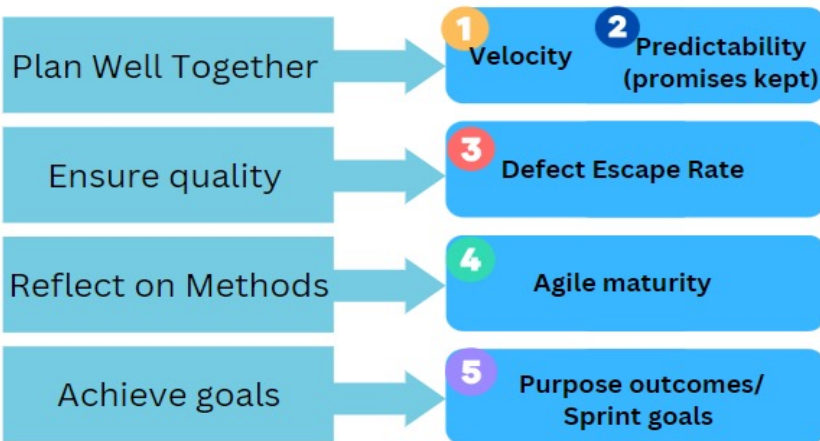 Plan Well Together
1
Velocity
2
Predictability
(promises kept)
Ensure quality
3
Defect Escape Rate
Reflect on Methods
4
Agile maturity
Achieve goals
5
Purpose outcomes/
Sprint goals